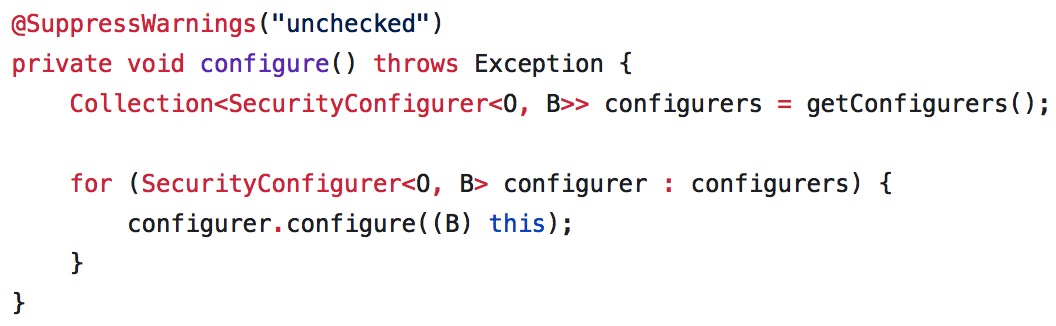 @SuppressWarnings("unchecked")
private void configure() throws Exception {
    Collection<SecurityConfigurer<O, B>> configurers = getConfigurers();

    for (SecurityConfigurer<O, B> configurer : configurers) {
        configurer.configure((B) this);
    }
}